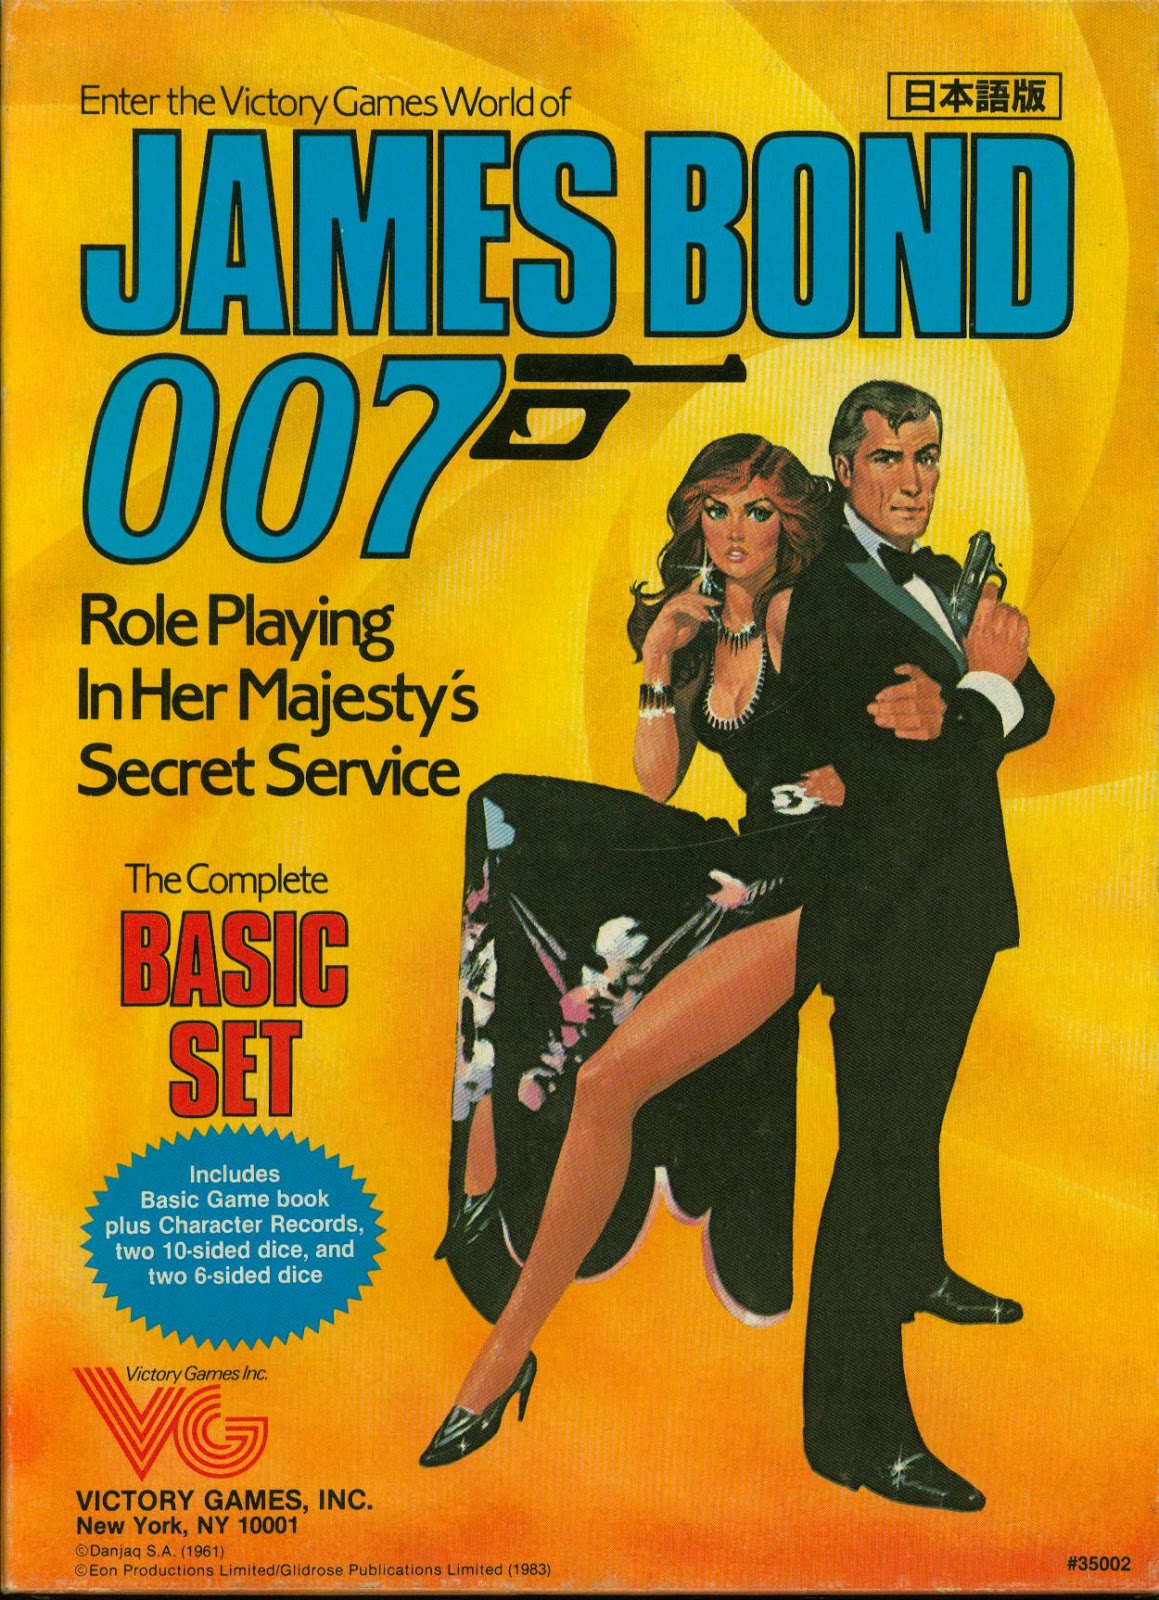 Enter the Victory Games World of
日本語版
JAMES BOND
007
Role Playing
In Her Majesty's
Secret Service
The Complete
BASIC
SET
Includes
Basic Game book
plus Character Records,
two 10-sided dice, and
two 6-sided dice
Victory Games Inc.
VG
VICTORY GAMES, INC.
New York, NY 10001
©Danjaq S.A. (1961)
©Eon Productions Limited/Glidrose Publications Limited (1983)
#35002